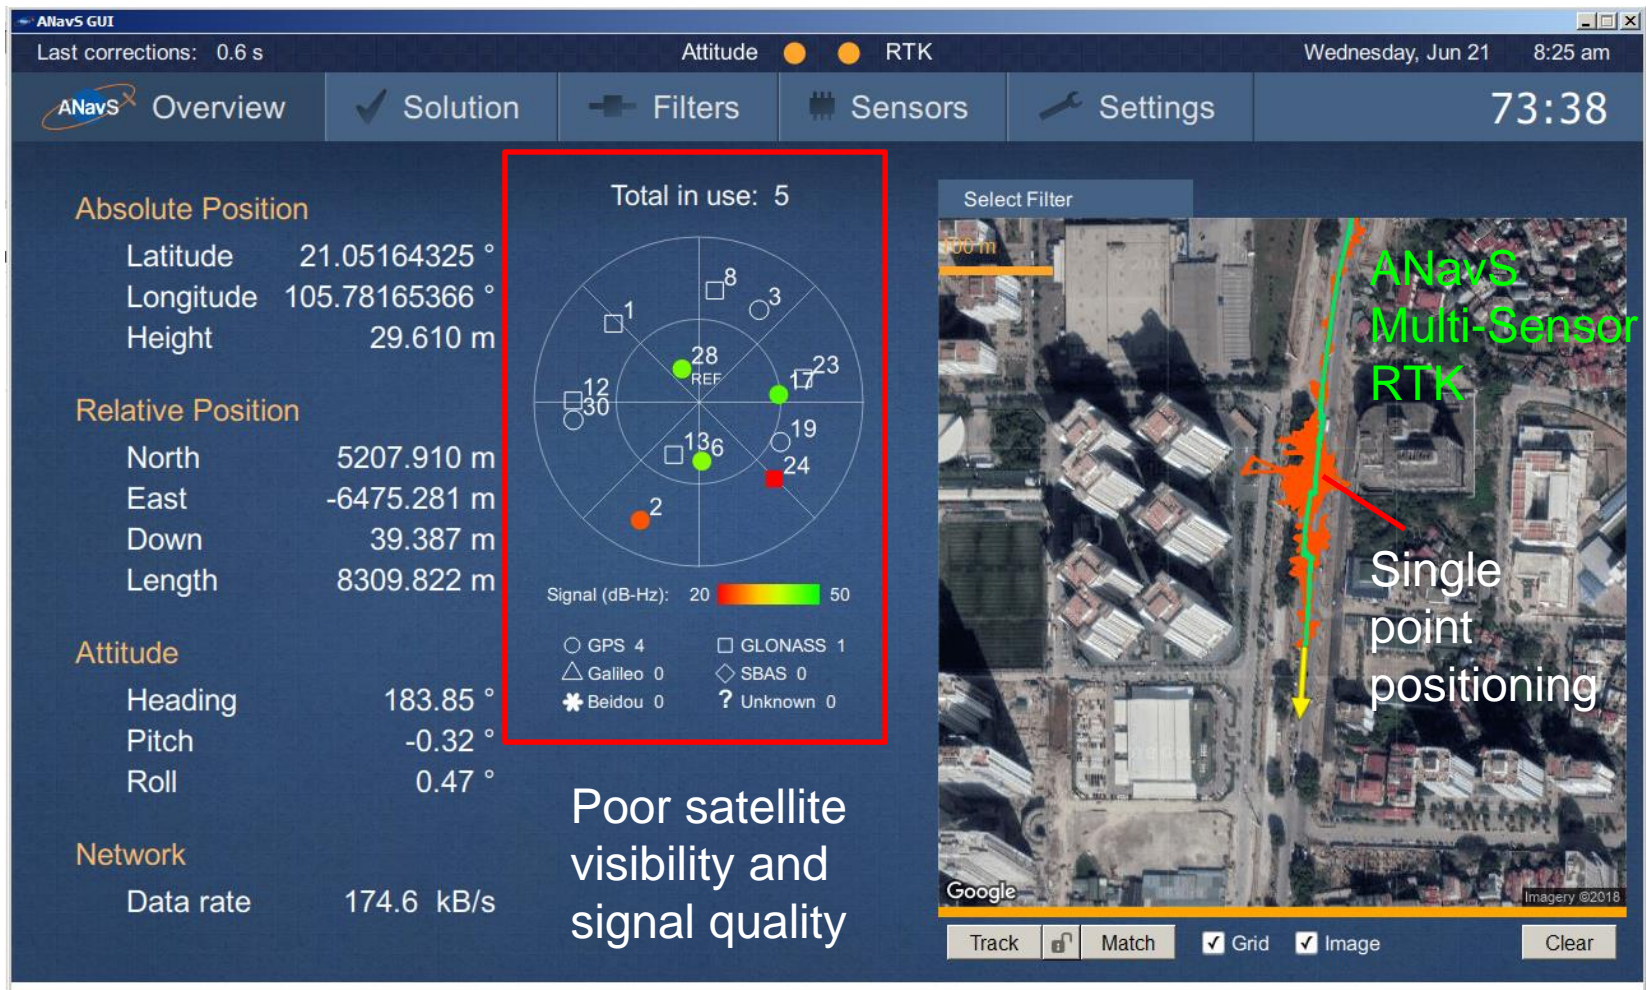 ANavS GUI
Last corrections: 0.6 s
Attitude
RTK
Wednesday, Jun 21
8:25 am
ANavS
Overview
Solution
Filters
Sensors
Settings
73:38
Absolute Position
Latitude 21.05164325 °
Longitude 105.78165366 °
Height 29.610 m
Relative Position
North 5207.910 m
East -6475.281 m
Down 39.387 m
Length 8309.822 m
Attitude
Heading 183.85 °
Pitch -0.32 °
Roll 0.47 °
Network
Data rate 174.6 kB/s
Total in use: 5
8
3
1
28
REF
17
23
12
30
13
6
19
24
2
Signal (dB-Hz): 20 50
GPS 4
GLONASS 1
Galileo 0
SBAS 0
Beidou 0
? Unknown 0
Poor satellite
visibility and
signal quality
Select Filter
100 m
ANavS
Multi-Sensor
RTK
Single
point
positioning
Google
Imagery ©2018
Track
Match
Grid
Image
Clear